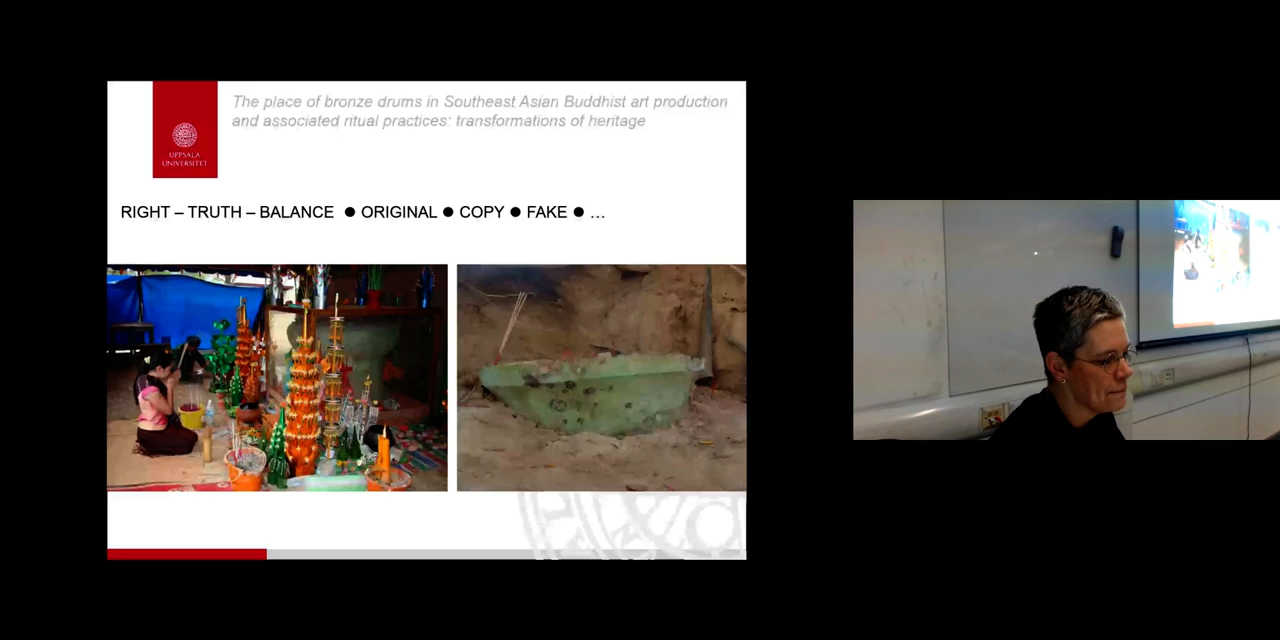 The place of bronze drums in Southeast Asian Buddhist art production
and associated ritual practices: transformations of heritage
UPPSALA
UNIVERSITET
RIGHT – TRUTH – BALANCE ● ORIGINAL ● COPY ● FAKE ● …